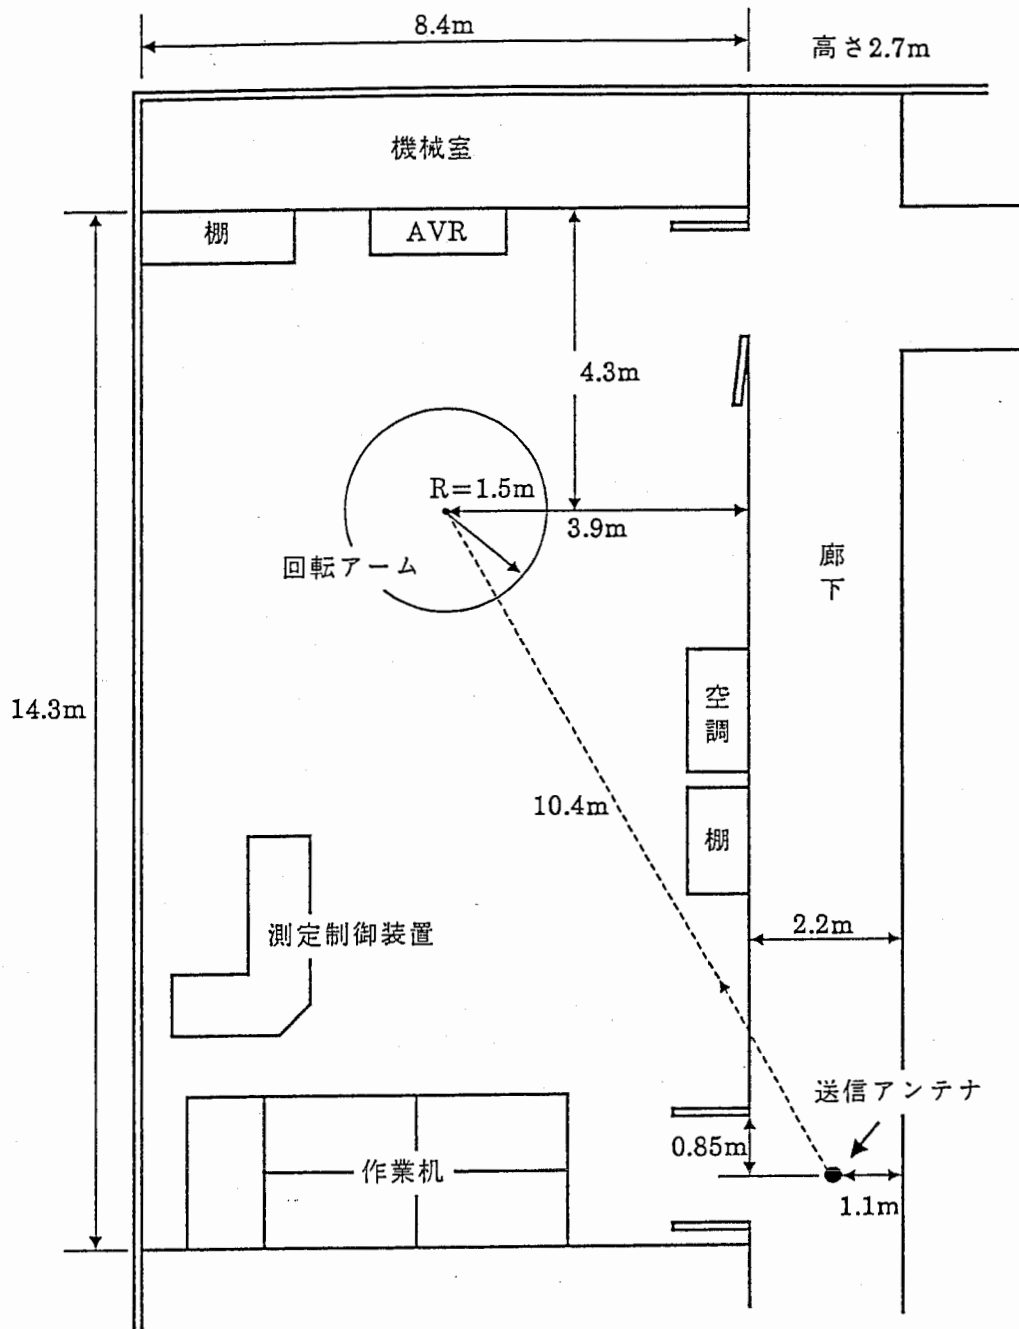 8.4m
高さ2.7m
機械室
棚
AVR
4.3m
R=1.5m
3.9m
回転アーム
廊下
14.3m
空調
10.4m
棚
測定制御装置
2.2m
送信アンテナ
0.85m
作業机
1.1m